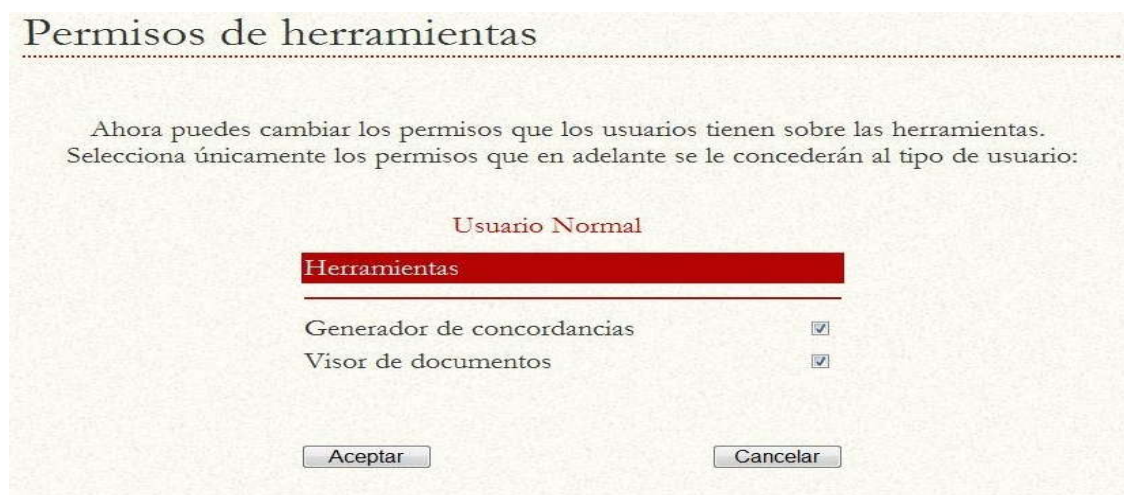 Permisos de herramientas
Ahora puedes cambiar los permisos que los usuarios tienen sobre las herramientas.
Selecciona únicamente los permisos que en adelante se le concederán al tipo de usuario:
Usuario Normal
Herramientas
Generador de concordancias
Visor de documentos
Aceptar Cancelar